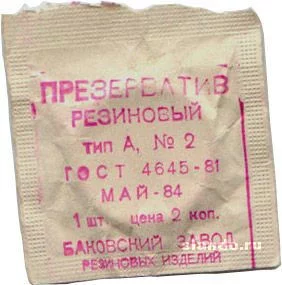 ПРЕЗЕРВАТИВ
РЕЗИНОВЫЙ
ТИП А, № 2
ГОСТ 4645-81
МАЙ-84
1 шт. цена 2 коп.
БАКОВСКИЙ ЗАВОД
РЕЗИНОВЫХ ИЗДЕЛИЙ